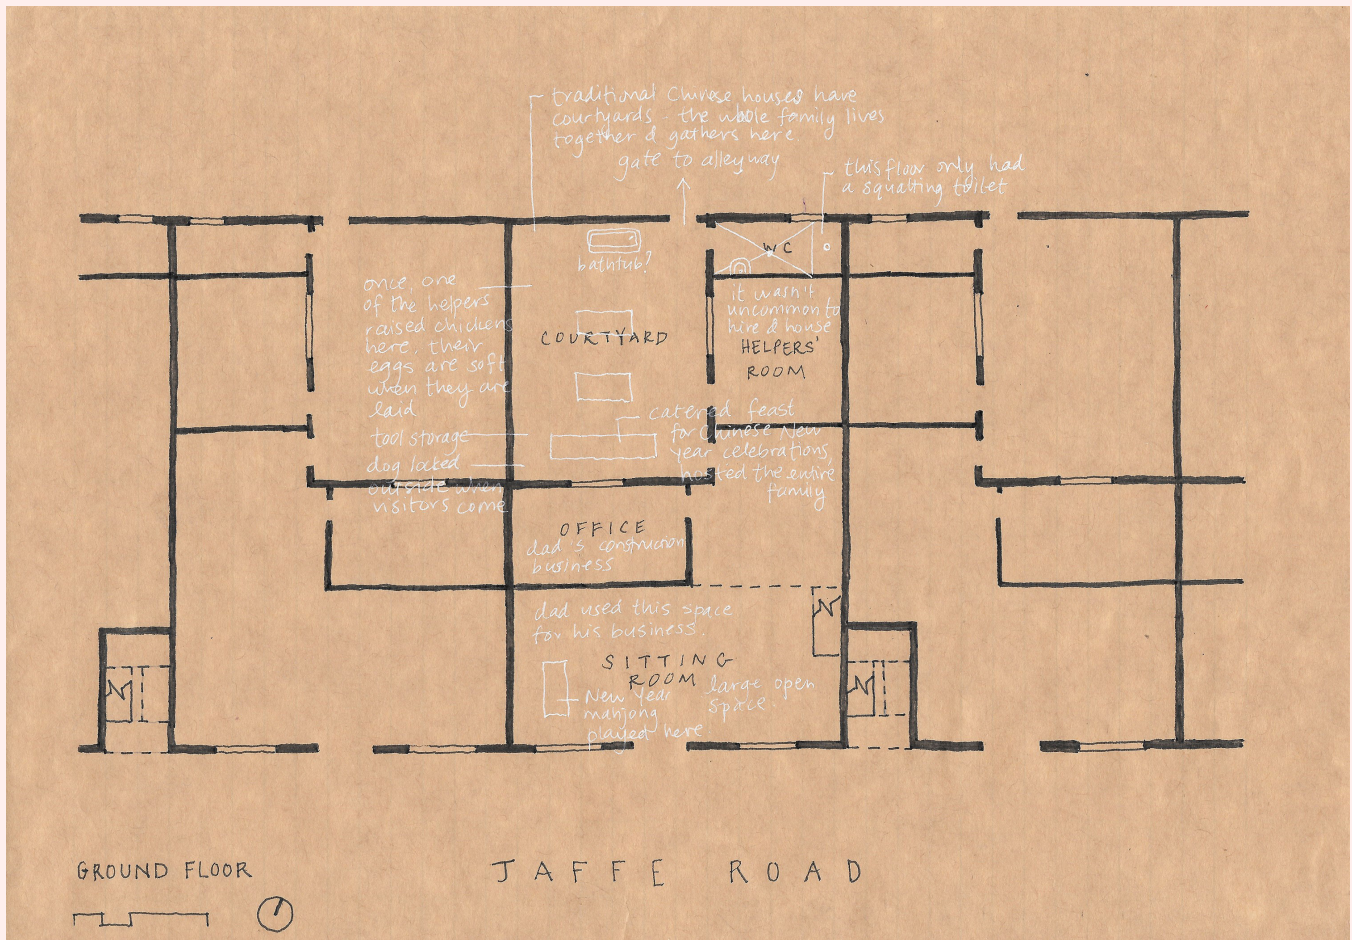 traditional Chinese houses have
courtyards - the whole family lives
together & gathers here.
gate to alleyway
this floor only had
a squatting toilet
WC
bathtub?
once, one
of the helpers
raised chickens
here, their
eggs are soft
when they are
laid
tool storage
dog locked
outside when
visitors come
COURTYARD
it wasn't
uncommon to
hire & house
HELPERS'
ROOM
catered feast
for Chinese New
year celebrations,
hosted the entire
family
OFFICE
dad's construction
business
dad used this space
for his business.
SITTING
ROOM
New Year
mahjong
played here
large open
space
GROUND FLOOR
JAFFE ROAD